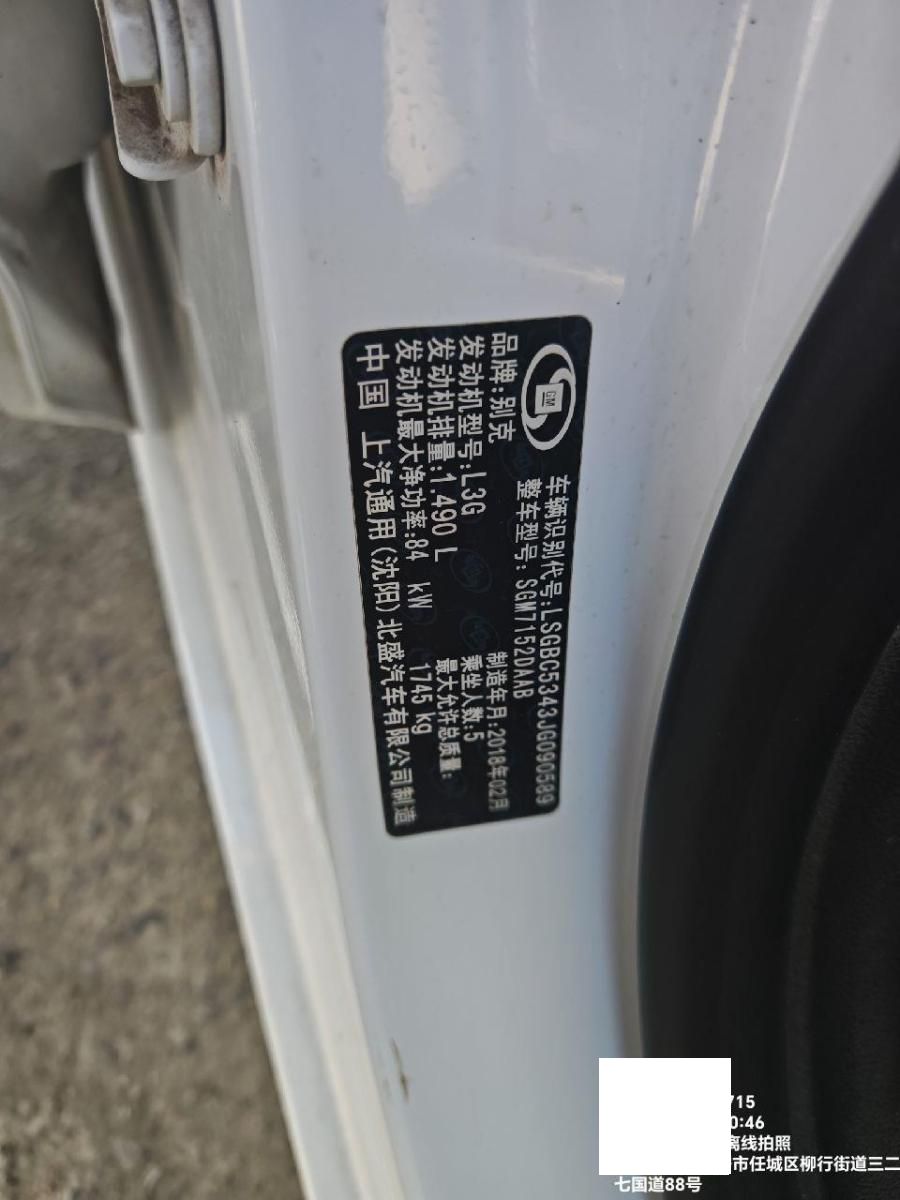 GM
车辆识别代号:LSGBC5343JG090589
整车型号: SGM7152DAAB
品牌:别克
制造年月:2018年02月
发动机型号:L3G
乘坐人数:5
发动机排量:1.490 L
最大允许总质量:
发动机最大净功率:84 kW
1745 kg
中国 上汽通用(沈阳)北盛汽车有限公司制造
/15
0:46
离线拍照
市任城区柳行街道三二
七国道88号